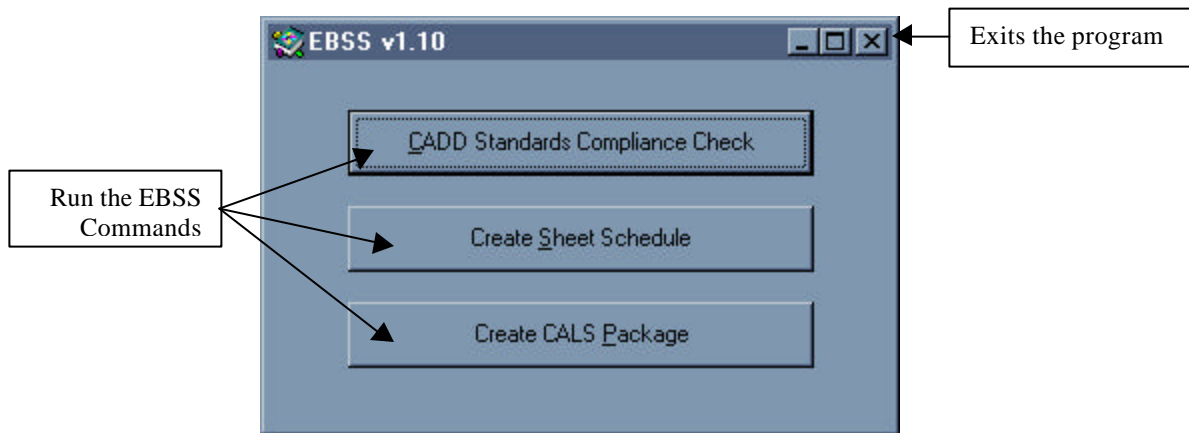 EBSS v1.10
Exits the program
CADD Standards Compliance Check
Run the EBSS
Commands
Create Sheet Schedule
Create CALS Package